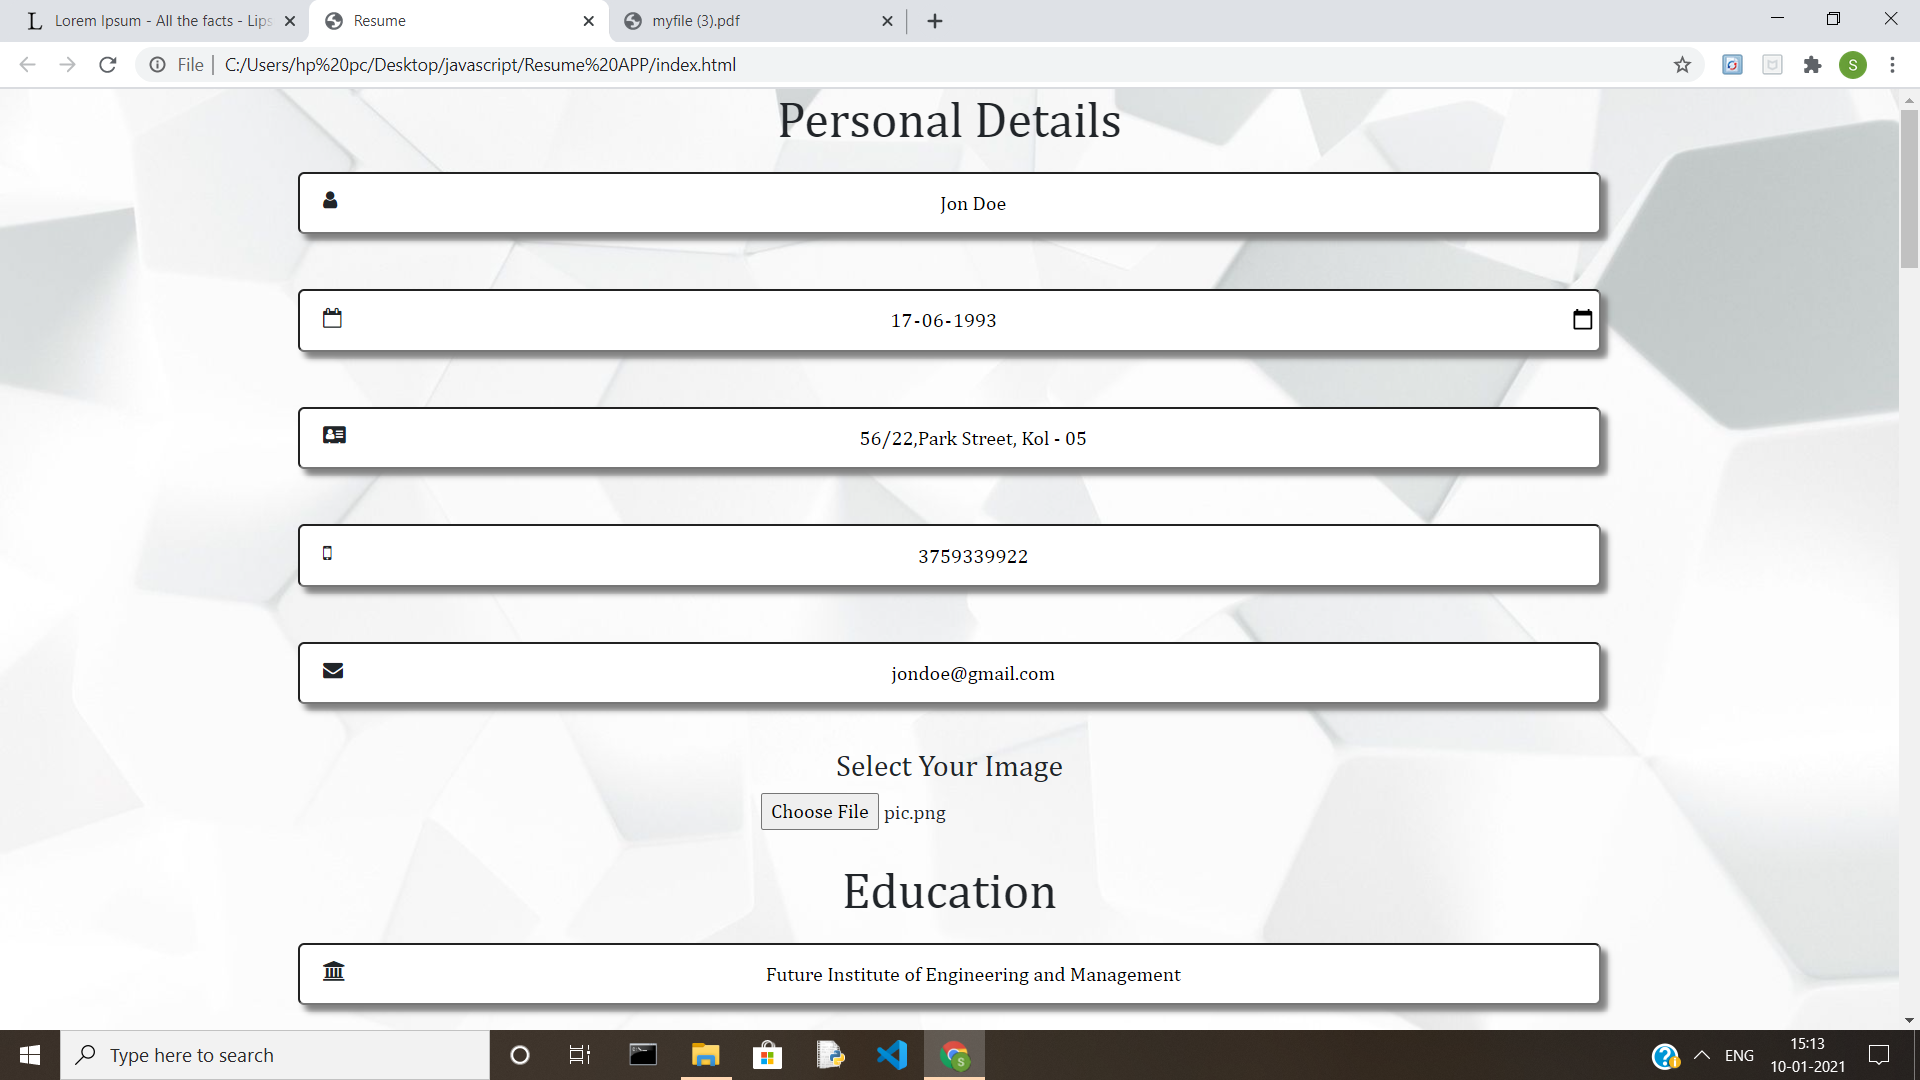 Lorem Ipsum - All the facts - Lips
Resume
myfile (3).pdf
File
C:/Users/hp%20pc/Desktop/javascript/Resume%20APP/index.html
S
Personal Details
Jon Doe
17-06-1993
56/22,Park Street, Kol - 05
3759339922
jondoe@gmail.com
Select Your Image
Choose File pic.png
Education
Future Institute of Engineering and Management
Type here to search
ENG
15:13
10-01-2021